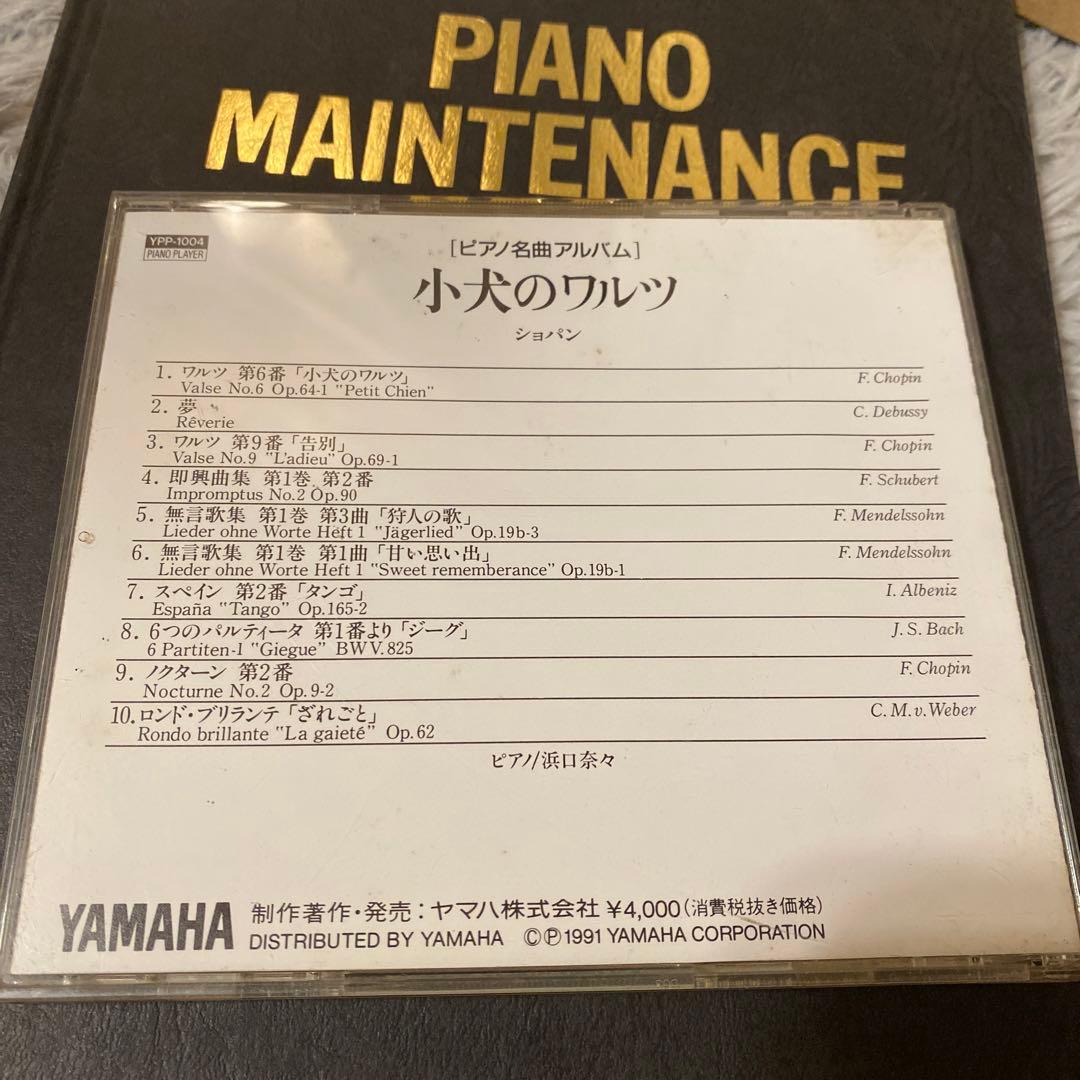 PIANO
MAINTENANCE
YPP-1004
PIANO PLAYER
[ピアノ名曲アルバム]
小犬のワルツ
ショパン
1. ワルツ 第6番「小犬のワルツ」 F. Chopin
Valse No.6 Op.64-1 "Petit Chien"
2. 夢 C. Debussy
Rêverie
3. ワルツ 第9番「告別」 F. Chopin
Valse No.9 "L'adieu" Op.69-1
4. 即興曲集 第1巻 第2番 F. Schubert
Impromptus No.2 Op.90
5. 無言歌集 第1巻 第3曲「狩人の歌」 F. Mendelssohn
Lieder ohne Worte Heft 1 "Jägerlied" Op.19b-3
6. 無言歌集 第1巻 第1曲「甘い思い出」 F. Mendelssohn
Lieder ohne Worte Heft 1 "Sweet rememberance" Op.19b-1
7. スペイン 第2番「タンゴ」 I. Albeniz
España "Tango" Op.165-2
8. 6つのパルティータ 第1番より「ジーグ」 J. S. Bach
6 Partiten-1 "Giegue" BWV.825
9. ノクターン 第2番 F. Chopin
Nocturne No.2 Op.9-2
10. ロンド・ブリランテ「ざれごと」 C. M. v. Weber
Rondo brillante "La gaieté" Op.62
ピアノ/浜口奈々
YAMAHA 制作著作・発売：ヤマハ株式会社 ¥4,000(消費税抜き価格)
DISTRIBUTED BY YAMAHA ©℗1991 YAMAHA CORPORATION